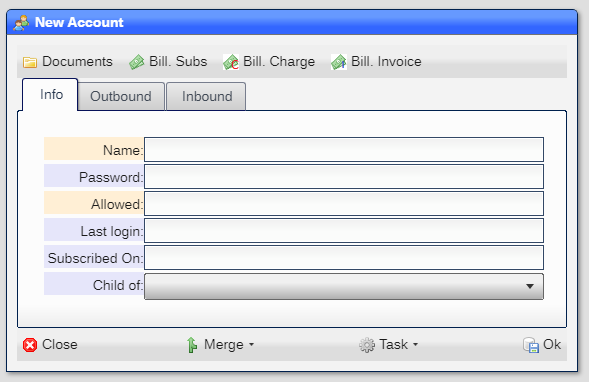 New Account
Documents Bill. Subs Bill. Charge Bill. Invoice
Info Outbound Inbound
Name:
Password:
Allowed:
Last login:
Subscribed On:
Child of:
Close Merge Task Ok